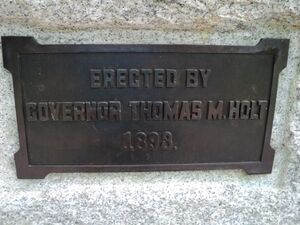 ERECTED BY
GOVERNOR THOMAS M. HOLT
1893.